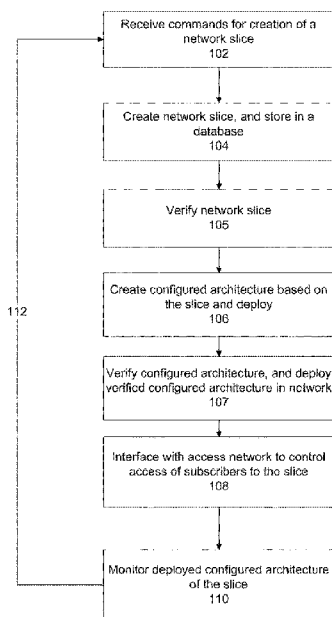 Receive commands for creation of a
network slice
102
Create network slice, and store in a
database
104
Verify network slice
105
112
Create configured architecture based on
the slice and deploy
106
Verify configured architecture, and deploy
verified configured architecture in network
107
Interface with access network to control
access of subscribers to the slice
108
Monitor deployed configured architecture
of the slice
110